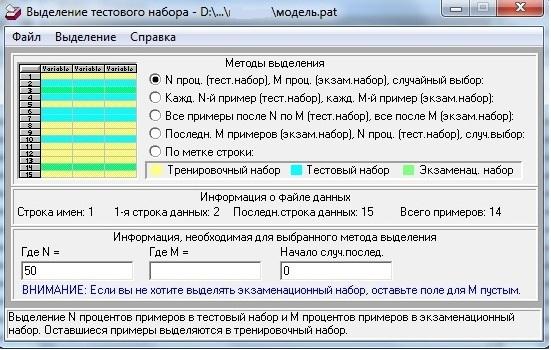 Выделение тестового набора - D:\...\ \модель.pat
Файл Выделение Справка
Методы выделения
Variable Variable Variable
1
2
3
4
5
6
7
8
9
10
11
12
13
14
15
N проц. (тест.набор), M проц. (экзам.набор), случайный выбор:
Кажд. N-й пример (тест.набор), кажд. M-й пример (экзам.набор):
Все примеры после N по M (тест.набор), все после M (экзам.набор):
Последн. M примеров (экзам.набор), N проц. (тест.набор), случ.выбор:
По метке строки:
Тренировочный набор Тестовый набор Экзаменац. набор
Информация о файле данных
Строка имен: 1 1-я строка данных: 2 Последн.строка данных: 15 Всего примеров: 14
Информация, необходимая для выбранного метода выделения
Где N = Где M = Начало случ.послед.
50 0
ВНИМАНИЕ: Если вы не хотите выделять экзаменационный набор, оставьте поле для M пустым.
Выделение N процентов примеров в тестовый набор и M процентов примеров в экзаменационный
набор. Оставшиеся примеры выделяются в тренировочный набор.